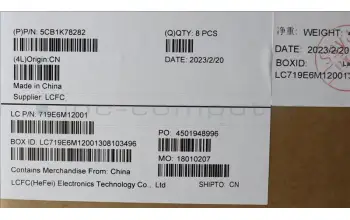 (P)P/N: 5CB1K78282
(Q)QTY: 8 PCS
(4L)Origin:CN
DATE: 2023/2/20
Made in China
Supplier: LCFC
净重: WEIGHT:
DATE: 2023/2/20
BOXID:
LC719E6M120013
LC P/N: 719E6M12001
PO: 4501948996
BOX ID: LC719E6M12001308103496
MO: 18010207
Contains Merchandise From: China
LCFC(HeFei) Electronics Technology Co., Ltd
SHIPTO: CN